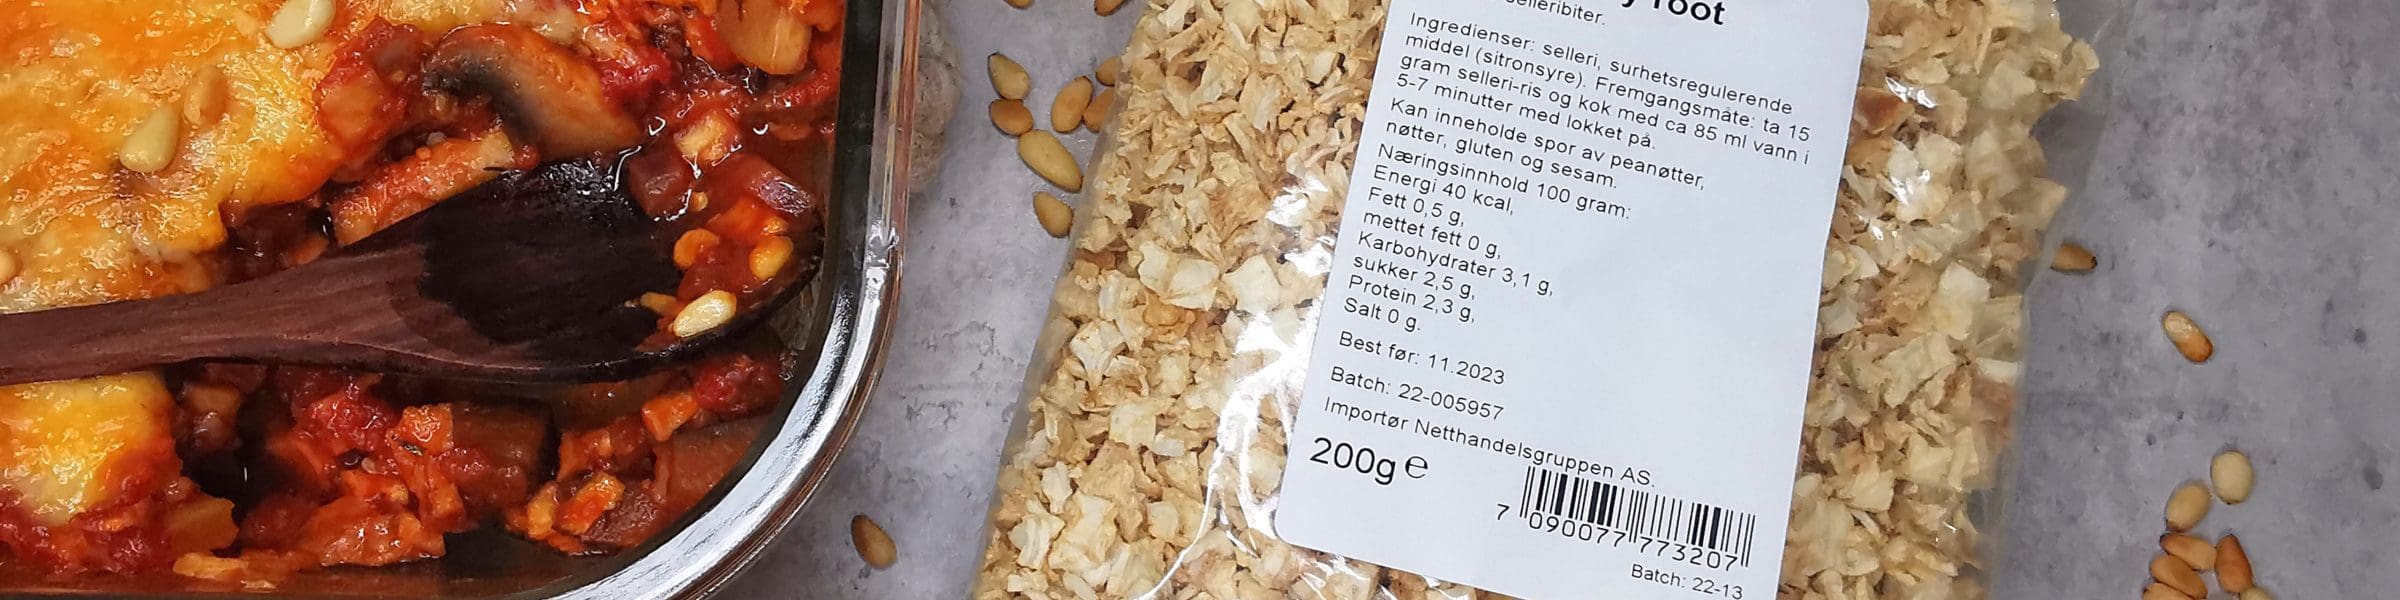 root
Ingredienser: selleri, surhetsregulerende
middel (sitronsyre). Fremgangsmåte: ta 15
gram selleri-ris og kok med ca 85 ml vann i
5-7 minutter med lokket på.
Kan inneholde spor av peanøtter,
nøtter, gluten og sesam.
Næringsinnhold 100 gram:
Energi 40 kcal,
Fett 0,5 g,
mettet fett 0 g,
Karbohydrater 3,1 g,
sukker 2,5 g,
Protein 2,3 g,
Salt 0 g.
Best før: 11.2023
Batch: 22-005957
Importør Netthandelsgruppen AS.
200g ℮
7 090077 773207
Batch: 22-13